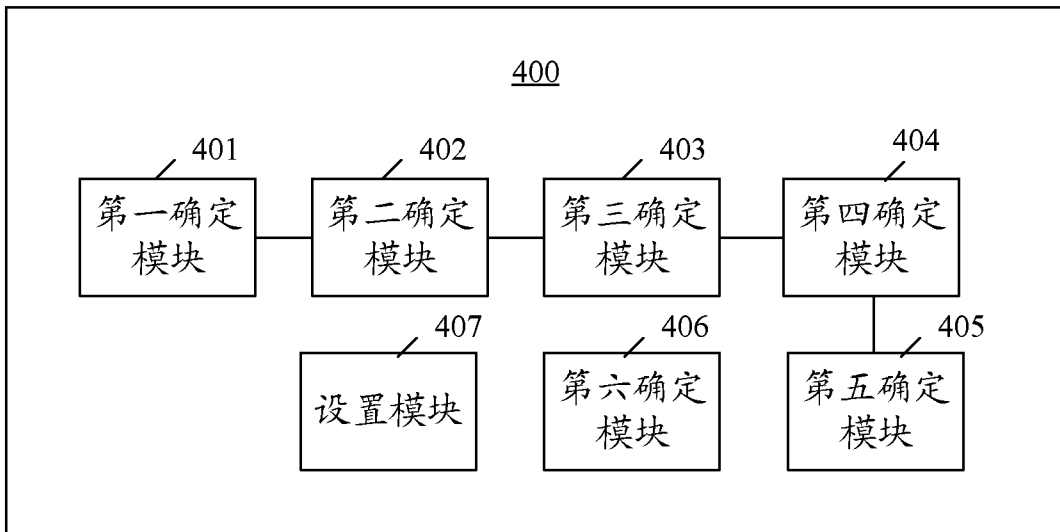 400
401
402
403
404
第一确定
模块
第二确定
模块
第三确定
模块
第四确定
模块
407
406
405
设置模块
第六确定
模块
第五确定
模块